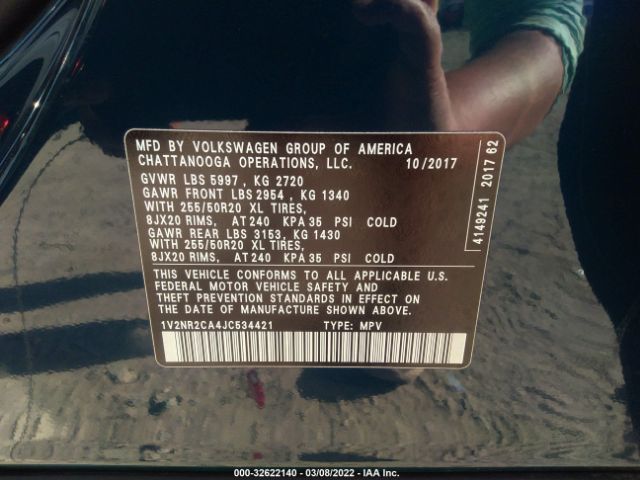 MFD BY VOLKSWAGEN GROUP OF AMERICA
CHATTANOOGA OPERATIONS, LLC. 10/2017
GVWR LBS 5997 , KG 2720
GAWR FRONT LBS 2954 , KG 1340
WITH 255/50R20 XL TIRES,
8JX20 RIMS, AT 240 KPA 35 PSI COLD
GAWR REAR LBS 3153, KG 1430
WITH 255/50R20 XL TIRES,
8JX20 RIMS, AT 240 KPA 35 PSI COLD
THIS VEHICLE CONFORMS TO ALL APPLICABLE U.S.
FEDERAL MOTOR VEHICLE SAFETY AND
THEFT PREVENTION STANDARDS IN EFFECT ON
THE DATE OF MANUFACTURE SHOWN ABOVE.
1V2NR2CA4JC534421 TYPE: MPV
4149241 2017 62
000-32622140 - 03/08/2022 - IAA Inc.